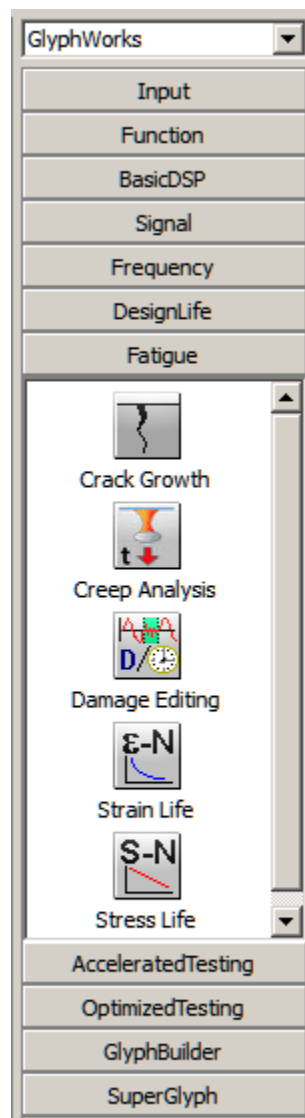 GlyphWorks
Input
Function
BasicDSP
Signal
Frequency
DesignLife
Fatigue
Crack Growth
t
Creep Analysis
D/
Damage Editing
ε-N
Strain Life
S-N
Stress Life
AcceleratedTesting
OptimizedTesting
GlyphBuilder
SuperGlyph